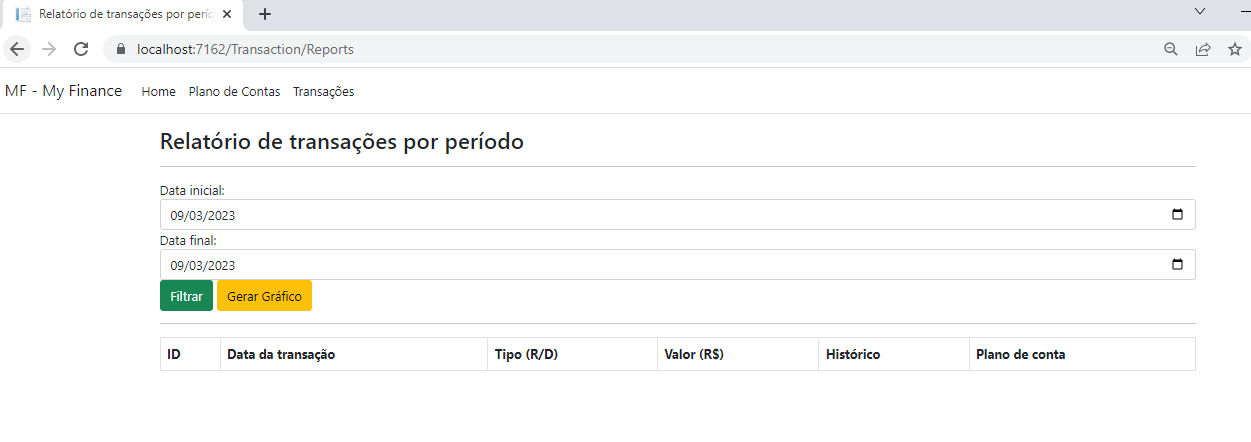 Relatório de transações por perío
localhost:7162/Transaction/Reports
MF - My Finance Home Plano de Contas Transações
Relatório de transações por período
Data inicial:
09/03/2023
Data final:
09/03/2023
Filtrar Gerar Gráfico
ID Data da transação Tipo (R/D) Valor (R$) Histórico Plano de conta